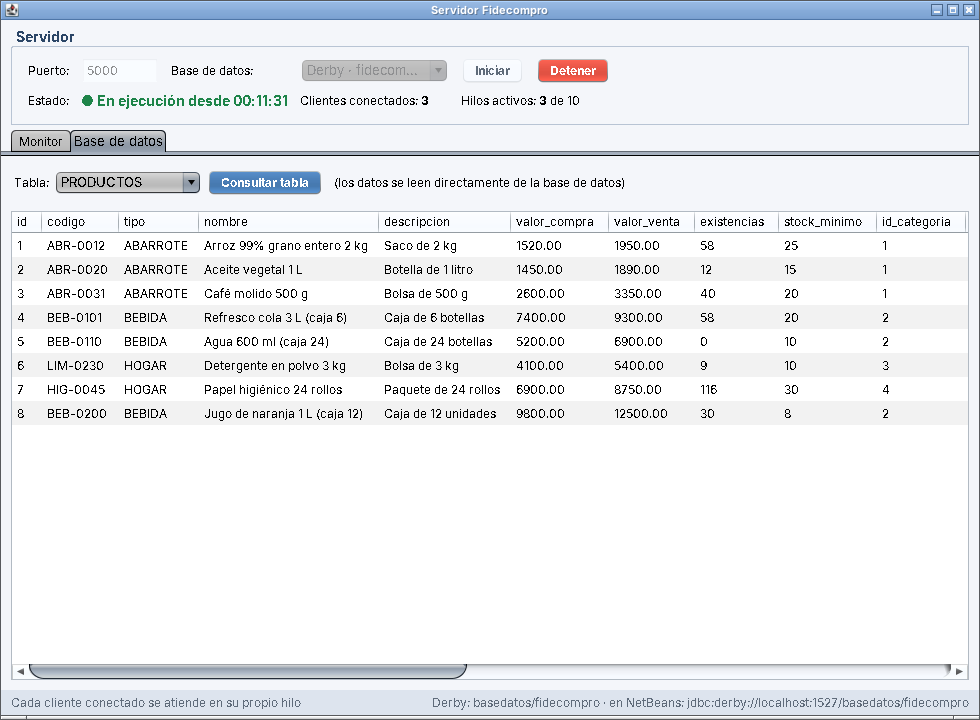 Servidor Fidecompro
Servidor
Puerto: 5000 Base de datos: Derby · fidecom... Iniciar Detener
Estado: En ejecución desde 00:11:31 Clientes conectados: 3 Hilos activos: 3 de 10
Monitor Base de datos
Tabla: PRODUCTOS Consultar tabla (los datos se leen directamente de la base de datos)
id codigo tipo nombre descripcion valor_compra valor_venta existencias stock_minimo id_categoria
1 ABR-0012 ABARROTE Arroz 99% grano entero 2 kg Saco de 2 kg 1520.00 1950.00 58 25 1
2 ABR-0020 ABARROTE Aceite vegetal 1 L Botella de 1 litro 1450.00 1890.00 12 15 1
3 ABR-0031 ABARROTE Café molido 500 g Bolsa de 500 g 2600.00 3350.00 40 20 1
4 BEB-0101 BEBIDA Refresco cola 3 L (caja 6) Caja de 6 botellas 7400.00 9300.00 58 20 2
5 BEB-0110 BEBIDA Agua 600 ml (caja 24) Caja de 24 botellas 5200.00 6900.00 0 10 2
6 LIM-0230 HOGAR Detergente en polvo 3 kg Bolsa de 3 kg 4100.00 5400.00 9 10 3
7 HIG-0045 HOGAR Papel higiénico 24 rollos Paquete de 24 rollos 6900.00 8750.00 116 30 4
8 BEB-0200 BEBIDA Jugo de naranja 1 L (caja 12) Caja de 12 unidades 9800.00 12500.00 30 8 2
Cada cliente conectado se atiende en su propio hilo Derby: basedatos/fidecompro · en NetBeans: jdbc:derby://localhost:1527/basedatos/fidecompro